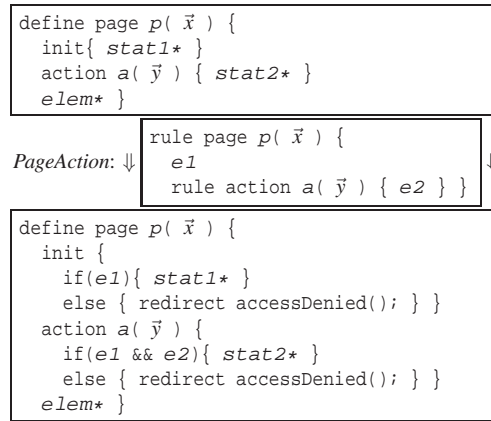 define page p( x⃗ ) {
init{ stat1* }
action a( y⃗ ) { stat2* }
elem* }
rule page p( x⃗ ) {
PageAction: ⇓ e1 ⇓
rule action a( y⃗ ) { e2 } }
define page p( x⃗ ) {
init {
if(e1){ stat1* }
else { redirect accessDenied(); } }
action a( y⃗ ) {
if(e1 && e2){ stat2* }
else { redirect accessDenied(); } }
elem* }